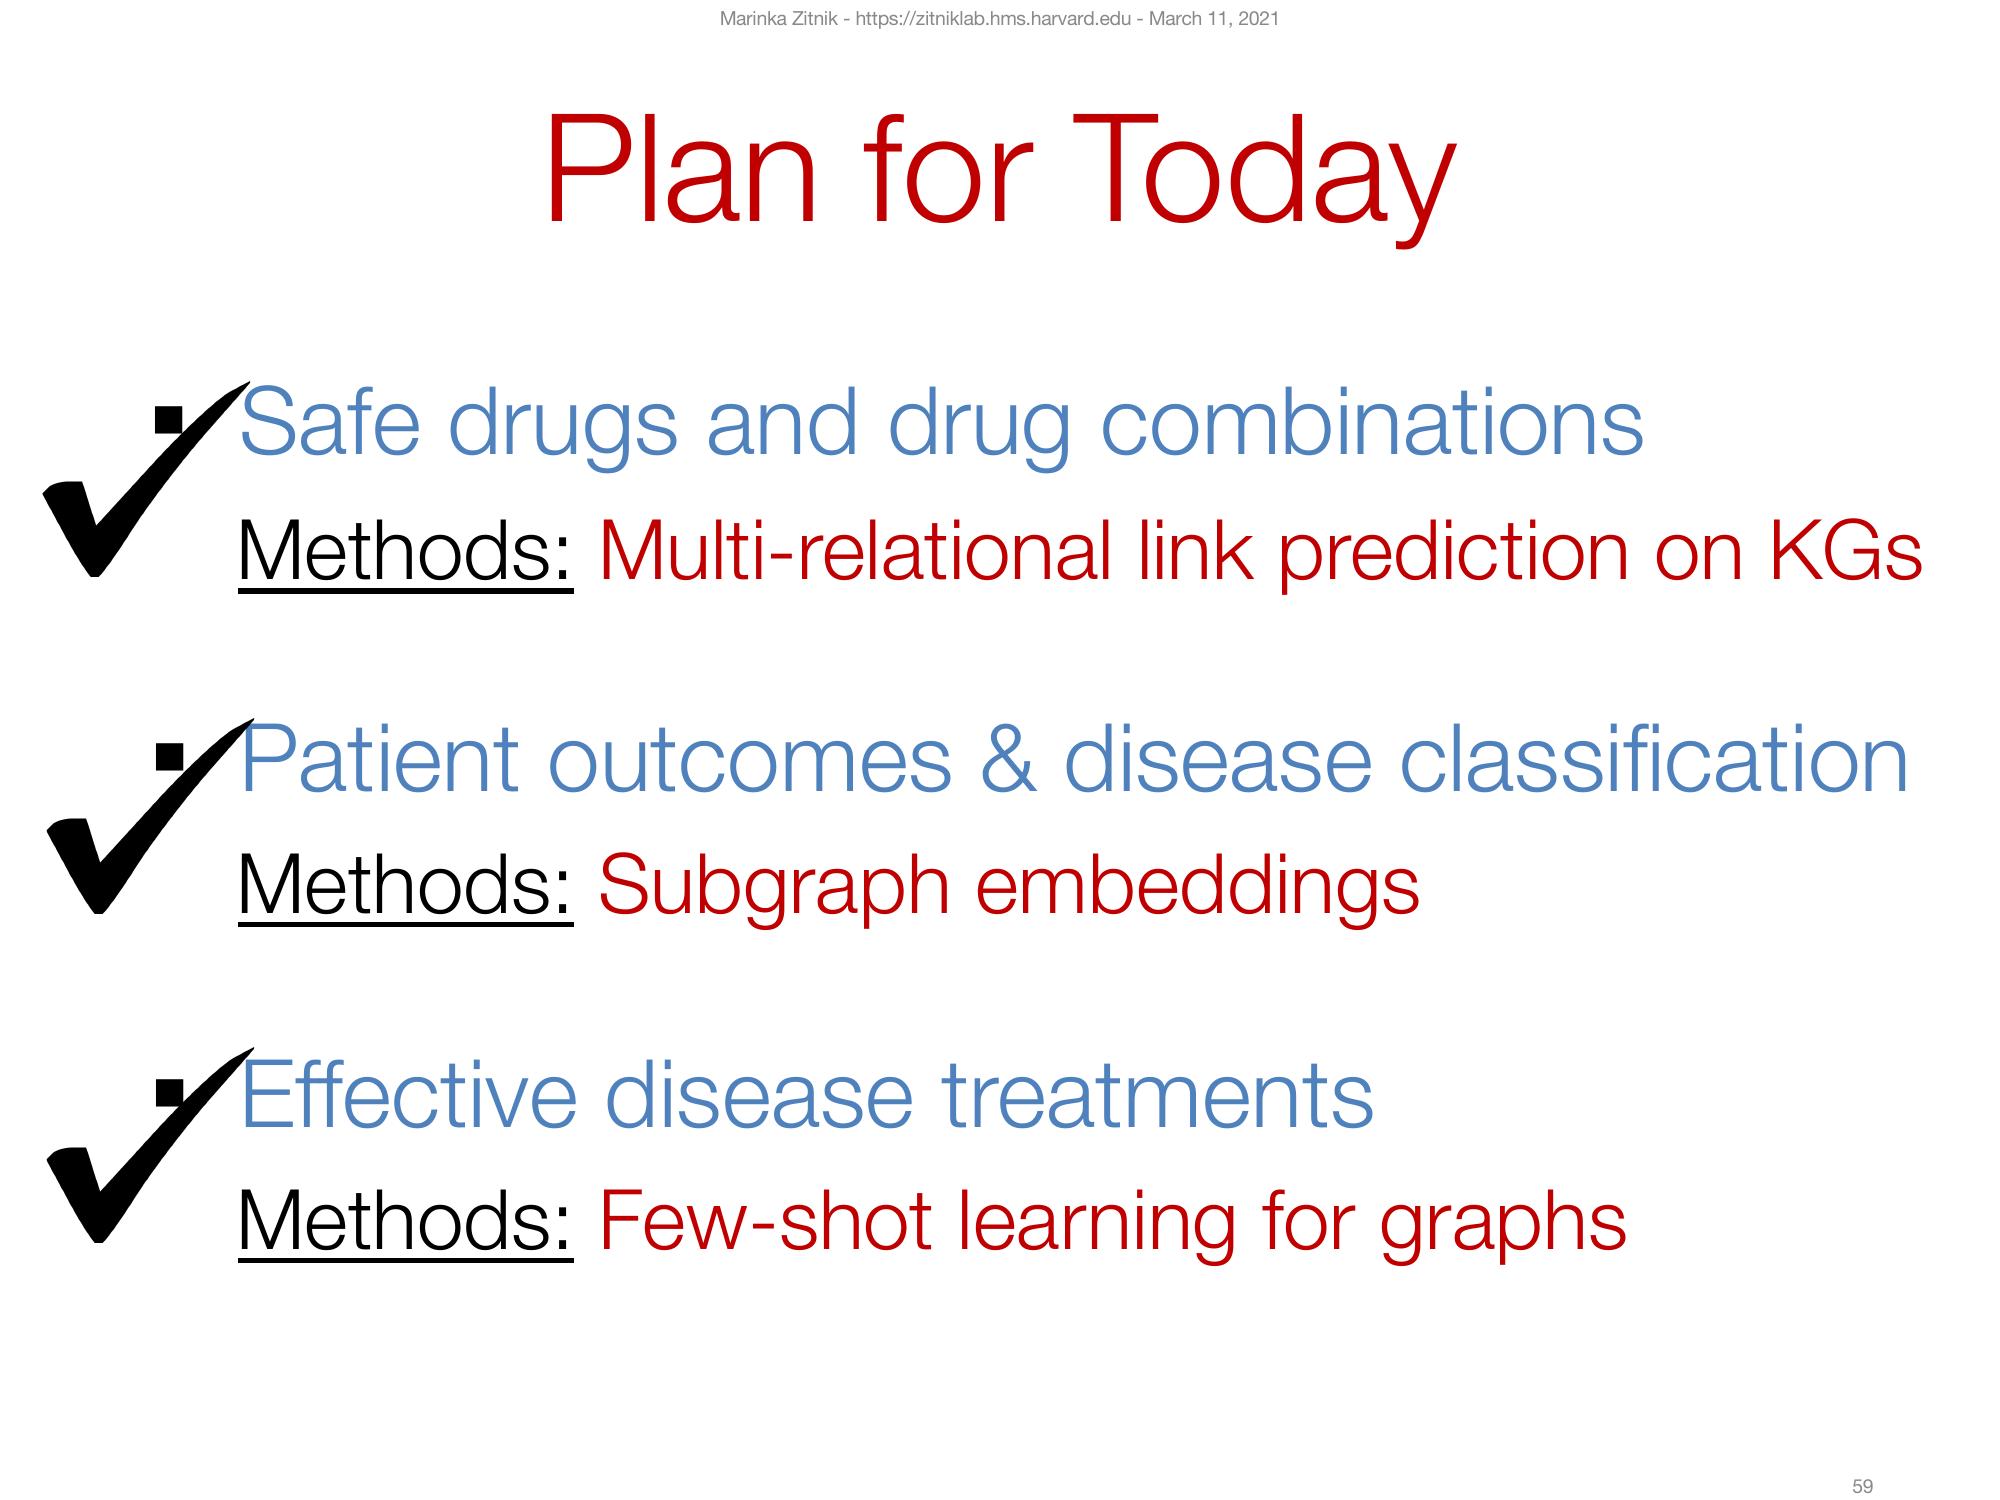 Marinka Zitnik - https://zitniklab.hms.harvard.edu - March 11, 2021
Plan for Today
▪ Safe drugs and drug combinations
Methods: Multi-relational link prediction on KGs
▪ Patient outcomes & disease classification
Methods: Subgraph embeddings
▪ Effective disease treatments
Methods: Few-shot learning for graphs
59